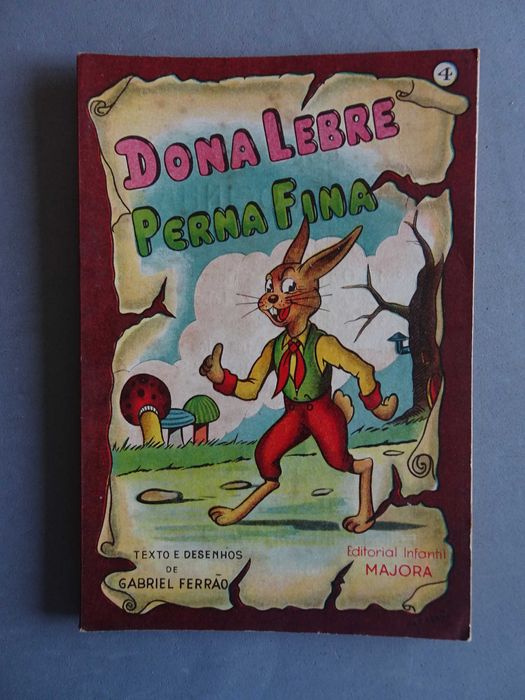 4
DONA LEBRE
PERNA FINA
TEXTO E DESENHOS
DE
GABRIEL FERRÃO
Editorial Infantil
MAJORA